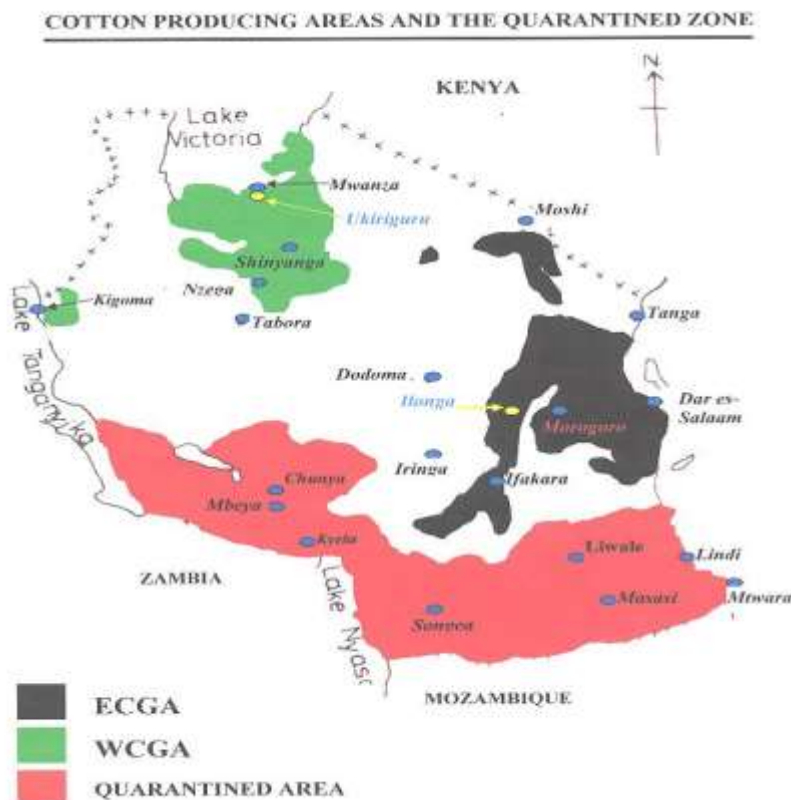 COTTON PRODUCING AREAS AND THE QUARANTINED ZONE
N
KENYA
Lake
Victoria
Mwanza
Moshi
Ukiriguru
Shinyanga
Nzega
Kigoma
Tabora
Tanga
Lake Tanganyika
Dodoma
Ilonga
Dar es-
Salaam
Morogoro
Iringa
Ifakara
Chunya
Mbeya
Kyela
Liwale
Lindi
ZAMBIA
Mtwara
Masasi
Songea
Lake Nyasa
MOZAMBIQUE
ECGA
WCGA
QUARANTINED AREA